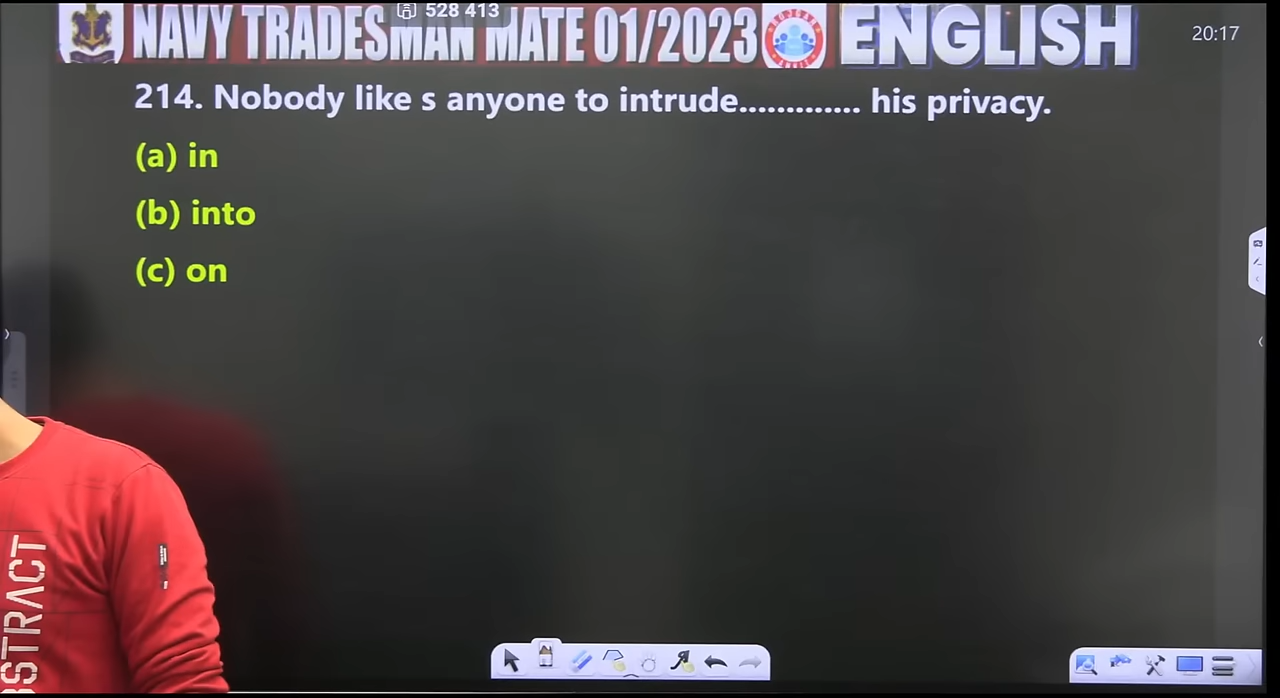 528 413
NAVY TRADESMAN MATE 01/2023 ENGLISH
20:17
214. Nobody like s anyone to intrude............. his privacy.
(a) in
(b) into
(c) on
STRACT